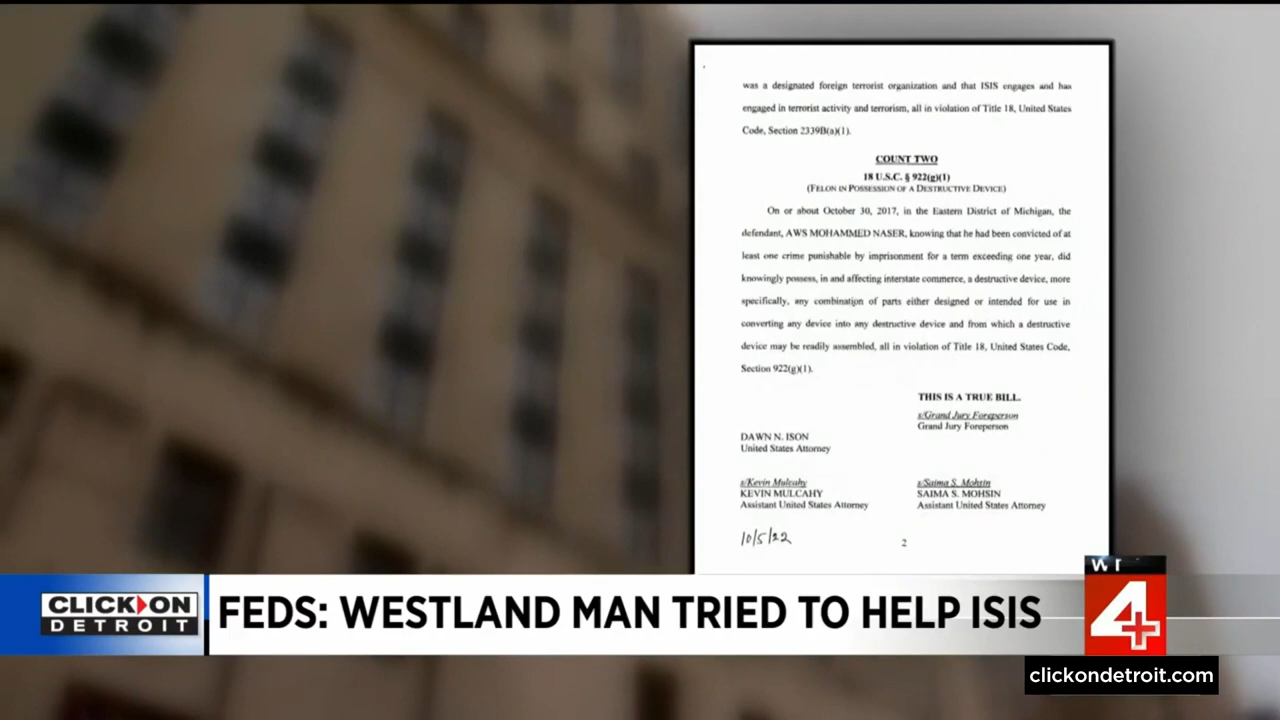 was a designated foreign terrorist organization and that ISIS engages and has
engaged in terrorist activity and terrorism, all in violation of Title 18, United States
Code, Section 2339B(a)(1).
COUNT TWO
18 U.S.C. § 922(g)(1)
(FELON IN POSSESSION OF A DESTRUCTIVE DEVICE)
On or about October 30, 2017, in the Eastern District of Michigan, the
defendant, AWS MOHAMMED NASER, knowing that he had been convicted of at
least one crime punishable by imprisonment for a term exceeding one year, did
knowingly possess, in and affecting interstate commerce, a destructive device, more
specifically, any combination of parts either designed or intended for use in
converting any device into any destructive device and from which a destructive
device may be readily assembled, all in violation of Title 18, United States Code,
Section 922(g)(1).
THIS IS A TRUE BILL.
s/Grand Jury Foreperson
Grand Jury Foreperson
DAWN N. ISON
United States Attorney
s/Kevin Mulcahy
KEVIN MULCAHY
Assistant United States Attorney
s/Saima S. Mohsin
SAIMA S. MOHSIN
Assistant United States Attorney
10/5/22
2
CLICK ON
DETROIT
FEDS: WESTLAND MAN TRIED TO HELP ISIS
4
clickondetroit.com